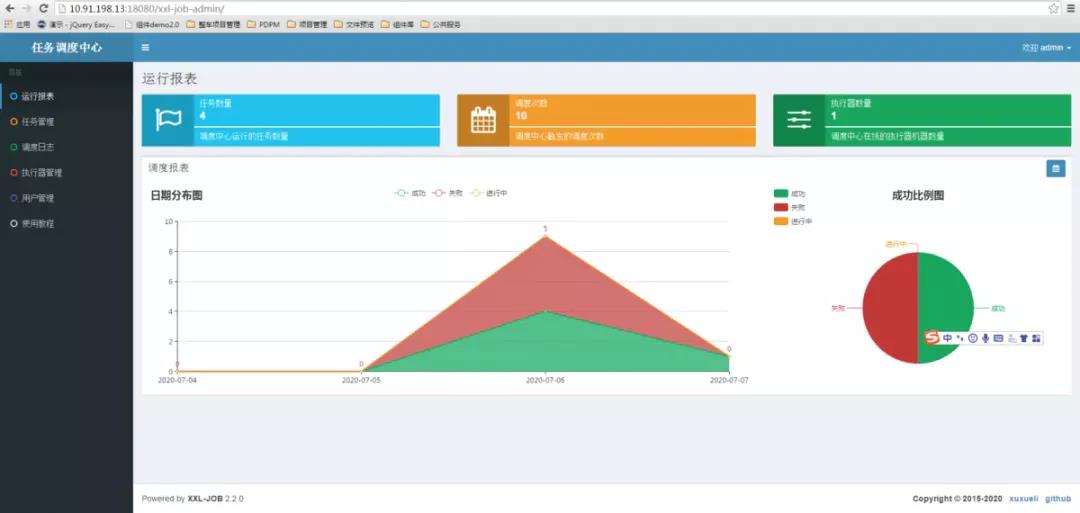 10.91.198.13:18080/xxl-job-admin/
应用 演示 - jQuery Easy... 组件demo2.0 整车项目管理 PDPM 项目管理 文件预览 组件库 公共服务
任务调度中心
欢迎 admin
导航
运行报表
任务管理
调度日志
执行器管理
用户管理
使用教程
运行报表
任务数量
4
调度中心运行的任务数量
调度次数
10
调度中心触发的调度次数
执行器数量
1
调度中心在线的执行器机器数量
调度报表
日期分布图
成功 失败 进行中
10
8
6
4
2
0
5
0
0
0
2020-07-04 2020-07-05 2020-07-06 2020-07-07
成功
失败
进行中
成功比例图
进行中
失败
成功
中
Powered by XXL-JOB 2.2.0
Copyright © 2015-2020 xuxueli github